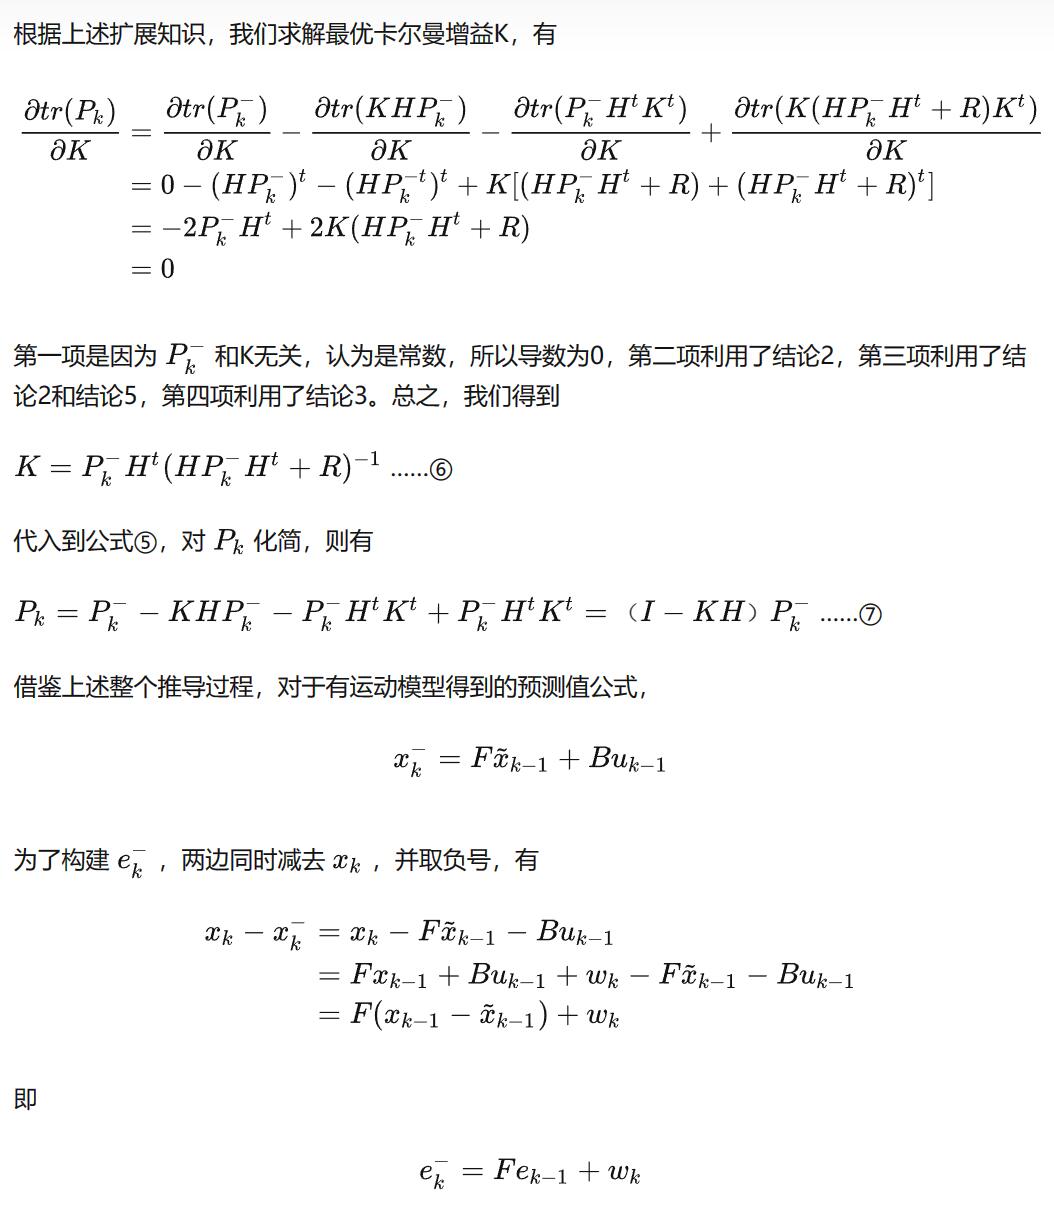 根据上述扩展知识，我们求解最优卡尔曼增益K，有
$\frac{\partial tr(P_k)}{\partial K} = \frac{\partial tr(P_k^-)}{\partial K} - \frac{\partial tr(KHP_k^-)}{\partial K} - \frac{\partial tr(P_k^- H^t K^t)}{\partial K} + \frac{\partial tr(K(HP_k^- H^t + R)K^t)}{\partial K}$
$= 0 - (HP_k^-)^t - (HP_k^{-t})^t + K[(HP_k^- H^t + R) + (HP_k^- H^t + R)^t]$
$= -2P_k^- H^t + 2K(HP_k^- H^t + R)$
$= 0$
第一项是因为 $P_k^-$ 和K无关，认为是常数，所以导数为0，第二项利用了结论2，第三项利用了结
论2和结论5，第四项利用了结论3。总之，我们得到
$K = P_k^- H^t (HP_k^- H^t + R)^{-1}$ ……⑥
代入到公式⑤，对 $P_k$ 化简，则有
$P_k = P_k^- - KHP_k^- - P_k^- H^t K^t + P_k^- H^t K^t = （I - KH）P_k^-$ ……⑦
借鉴上述整个推导过程，对于有运动模型得到的预测值公式，
$x_k^- = F\tilde{x}_{k-1} + Bu_{k-1}$
为了构建 $e_k^-$ ，两边同时减去 $x_k$ ，并取负号，有
$x_k - x_k^- = x_k - F\tilde{x}_{k-1} - Bu_{k-1}$
$= Fx_{k-1} + Bu_{k-1} + w_k - F\tilde{x}_{k-1} - Bu_{k-1}$
$= F(x_{k-1} - \tilde{x}_{k-1}) + w_k$
即
$e_k^- = Fe_{k-1} + w_k$